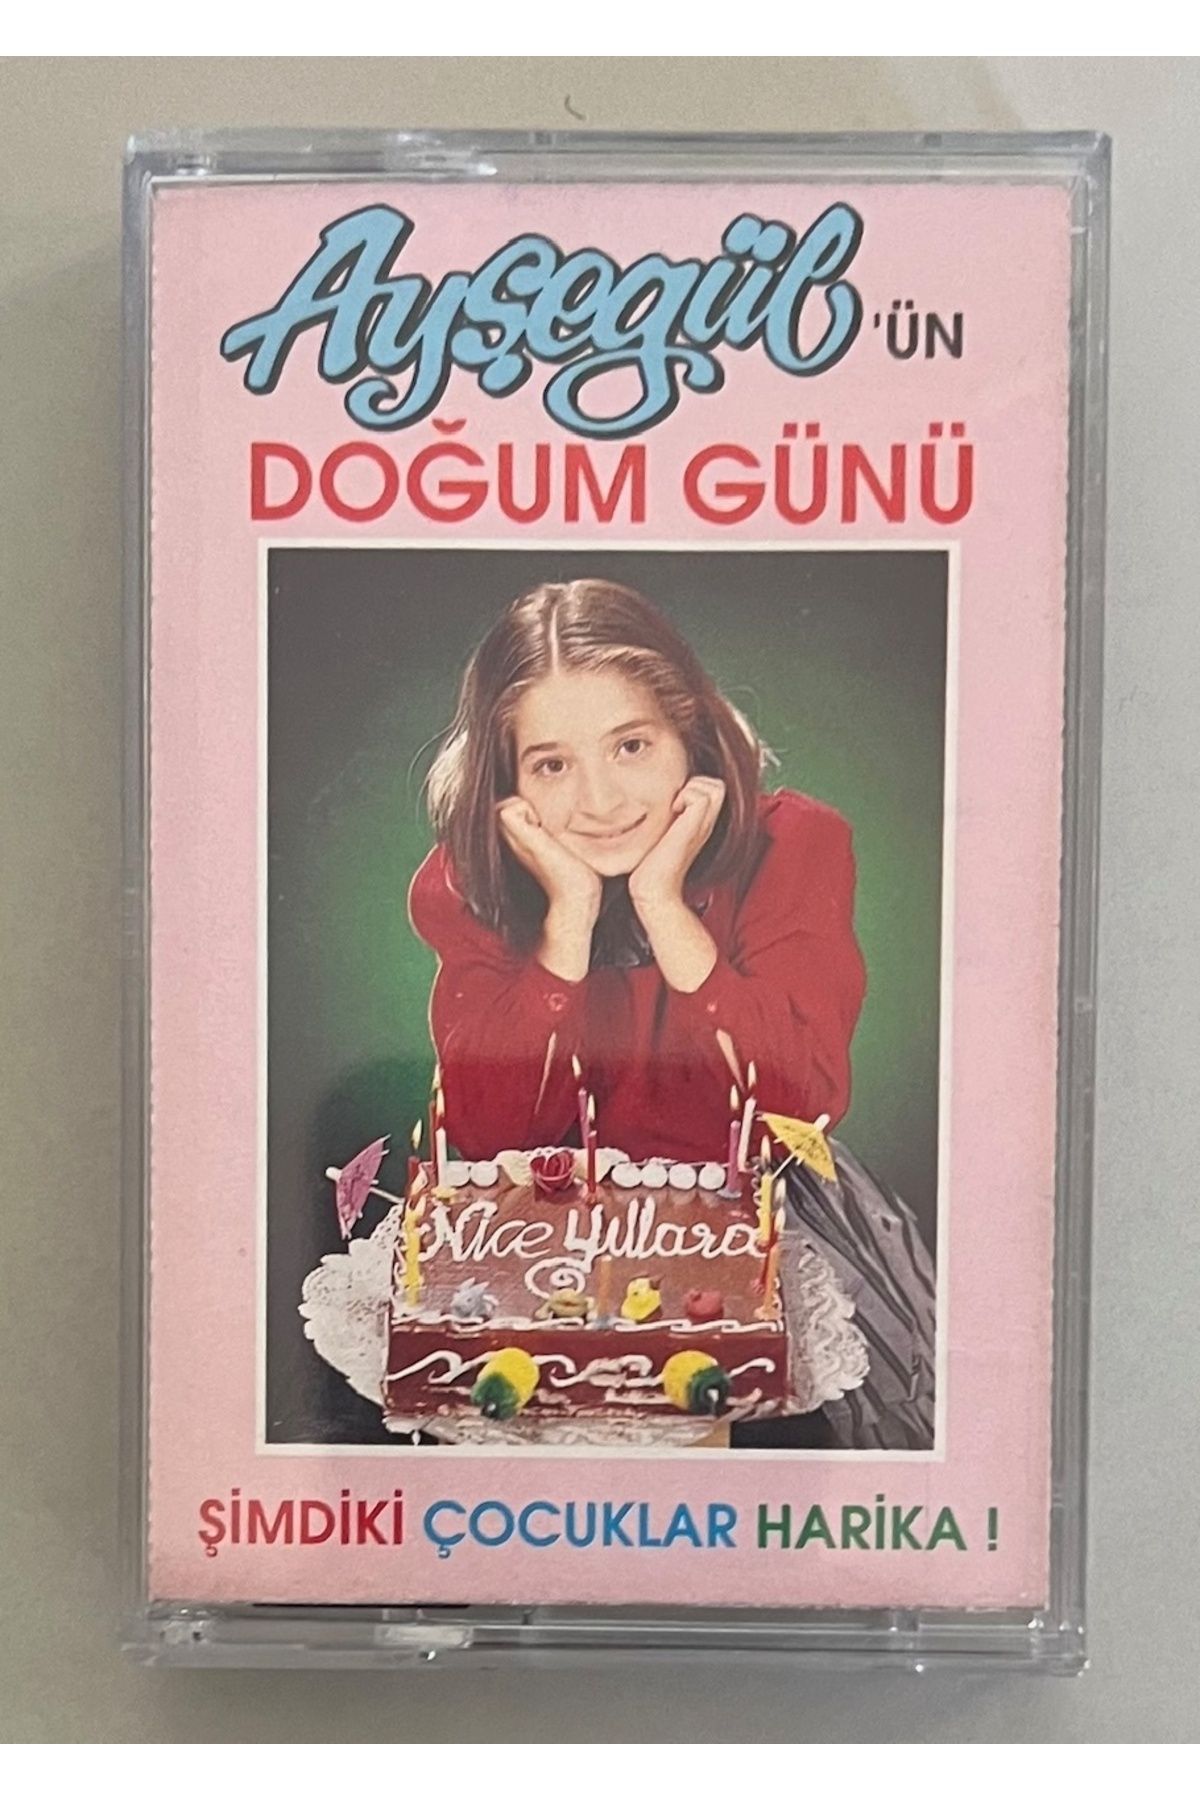 Ayşegül'ÜN
DOĞUM GÜNÜ
Nice Yıllara
ŞİMDİKİ ÇOCUKLAR HARİKA !